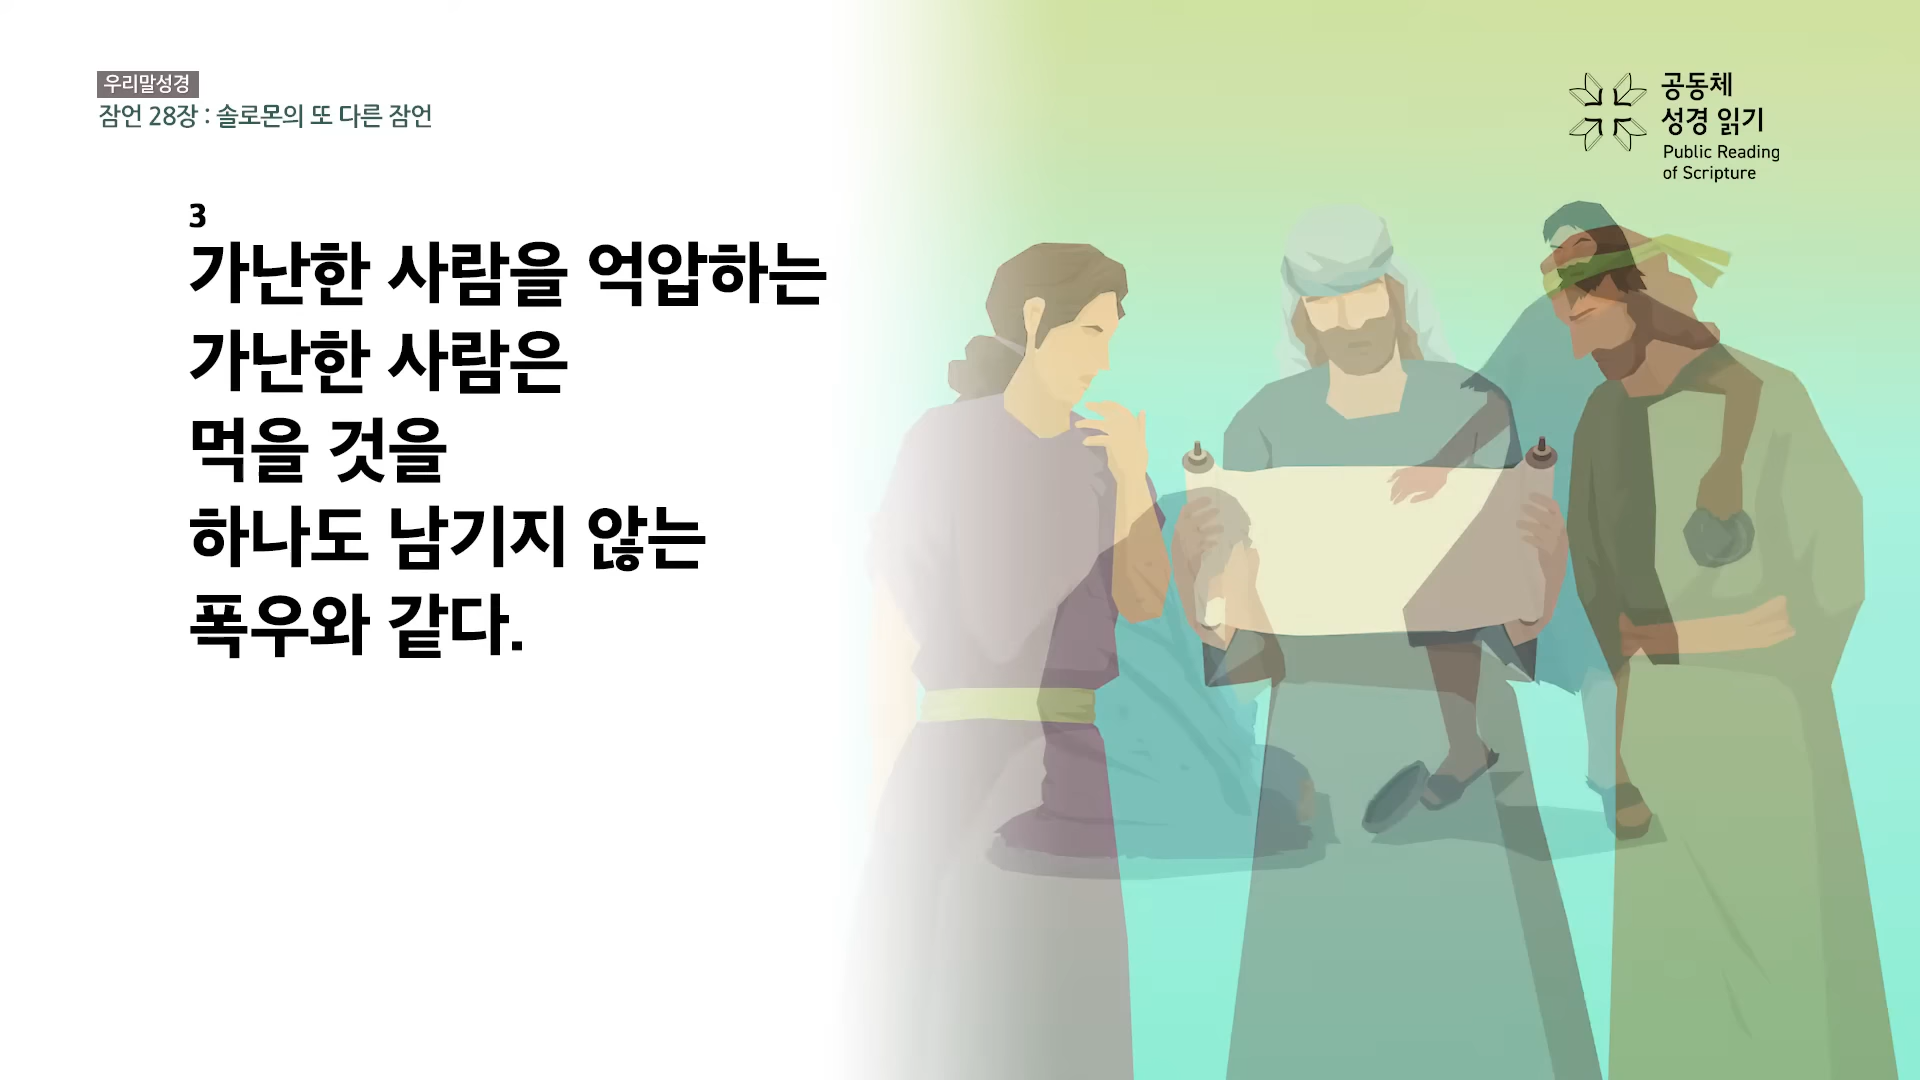 우리말성경
잠언 28장 : 솔로몬의 또 다른 잠언
공동체
성경 읽기
Public Reading
of Scripture
3
가난한 사람을 억압하는
가난한 사람은
먹을 것을
하나도 남기지 않는
폭우와 같다.